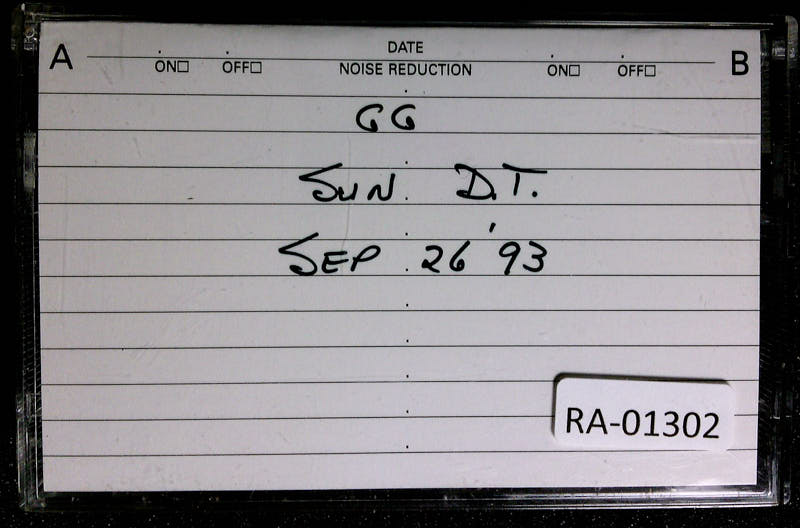 A DATE B
ON□ OFF□ NOISE REDUCTION ON□ OFF□
GG
SUN. D.T.
SEP. 26 '93
RA-01302